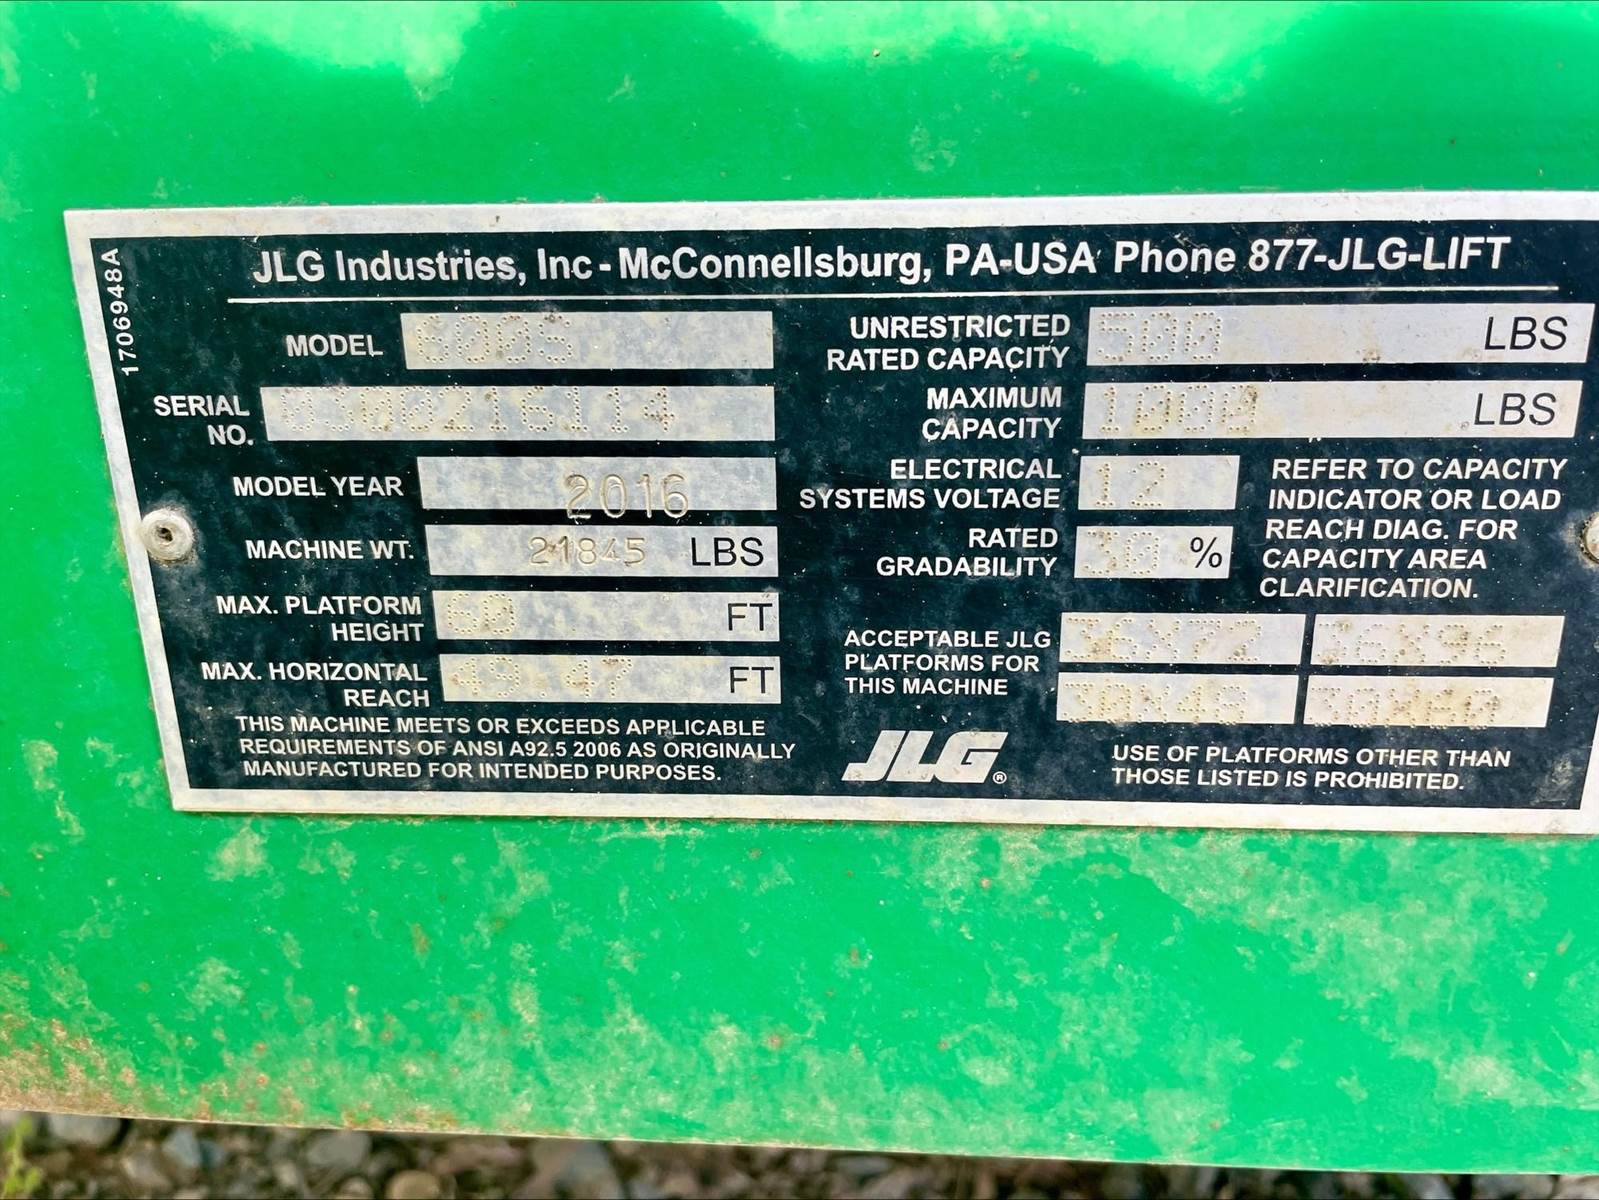 1706948A
JLG Industries, Inc - McConnellsburg, PA-USA Phone 877-JLG-LIFT
MODEL 600S
SERIAL
NO. 0300216114
MODEL YEAR 2016
MACHINE WT. 21845 LBS
MAX. PLATFORM
HEIGHT 60 FT
MAX. HORIZONTAL
REACH 49.47 FT
THIS MACHINE MEETS OR EXCEEDS APPLICABLE
REQUIREMENTS OF ANSI A92.5 2006 AS ORIGINALLY
MANUFACTURED FOR INTENDED PURPOSES.
UNRESTRICTED
RATED CAPACITY 500 LBS
MAXIMUM
CAPACITY 1000 LBS
ELECTRICAL
SYSTEMS VOLTAGE 12
RATED
GRADABILITY 30 %
REFER TO CAPACITY
INDICATOR OR LOAD
REACH DIAG. FOR
CAPACITY AREA
CLARIFICATION.
ACCEPTABLE JLG
PLATFORMS FOR
THIS MACHINE
36X72 36X96
30X48
JLG®
USE OF PLATFORMS OTHER THAN
THOSE LISTED IS PROHIBITED.